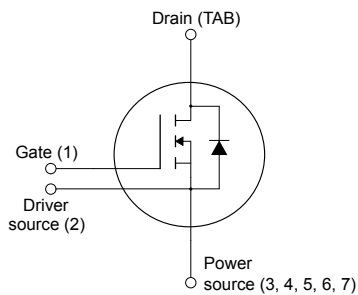 Drain (TAB)
Gate (1)
Driver
source (2)
Power
source (3, 4, 5, 6, 7)